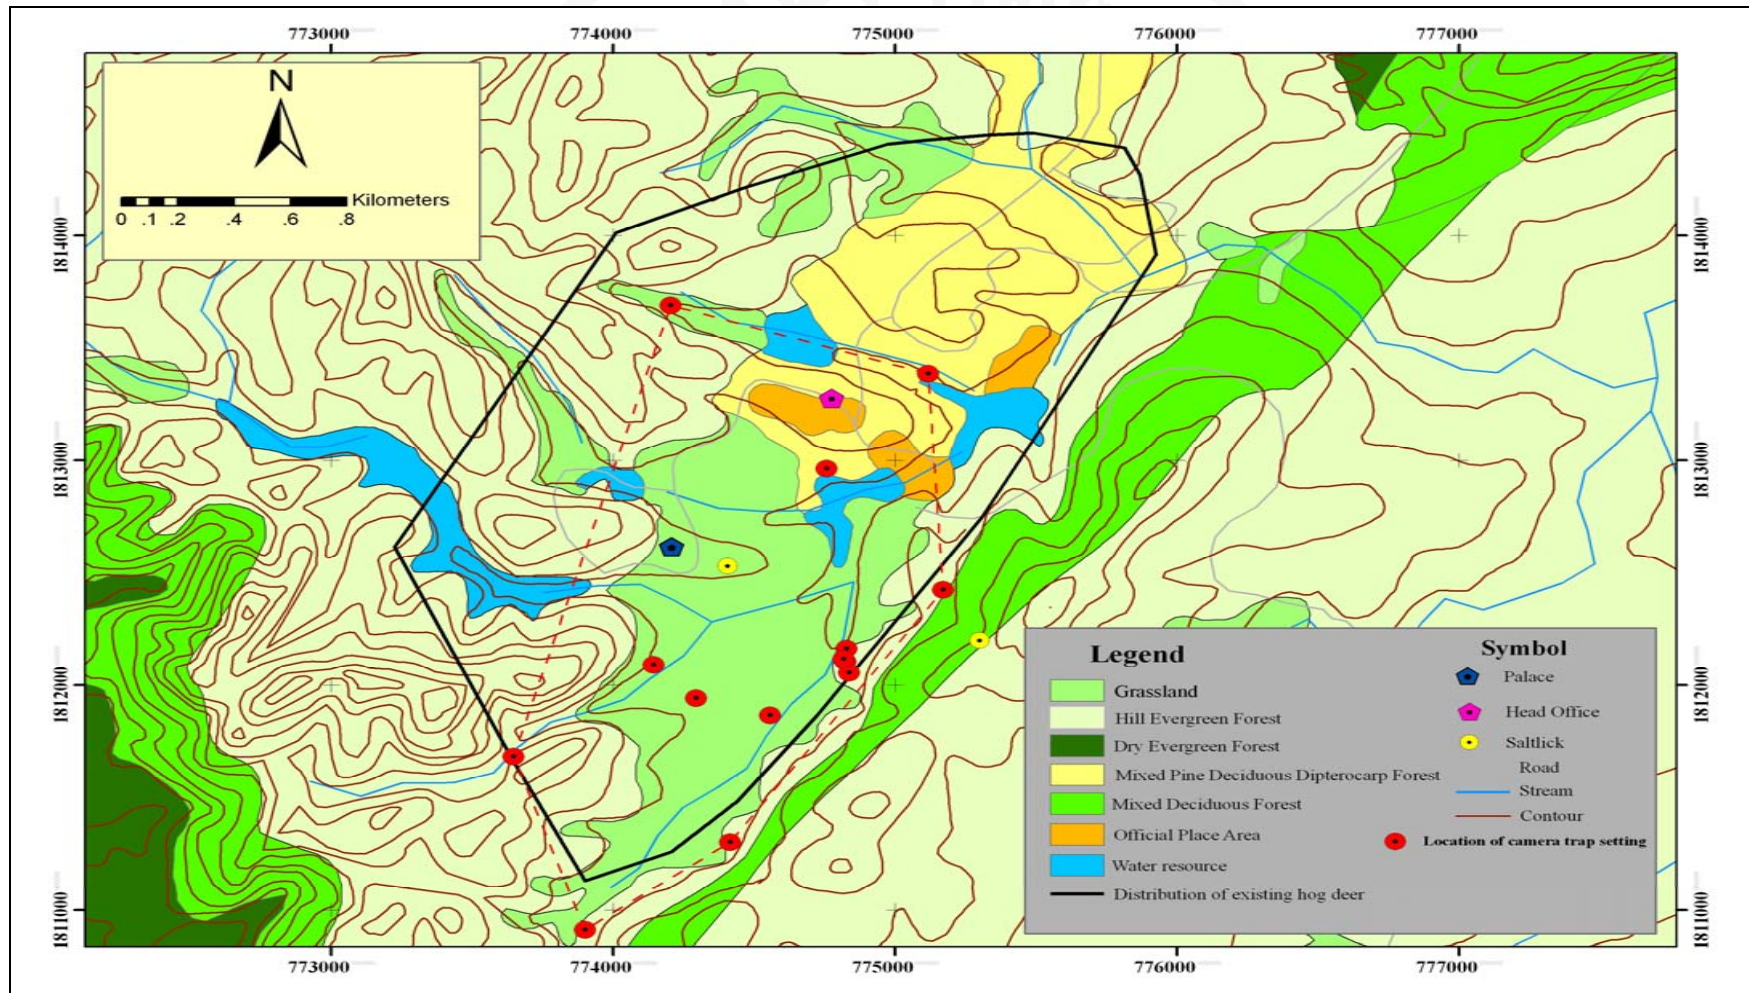 773000 774000 775000 776000 777000
N
Kilometers
0 .1 .2 .4 .6 .8
1814000 1814000
1813000 1813000
1812000 1812000
1811000 1811000
Legend
Grassland
Hill Evergreen Forest
Dry Evergreen Forest
Mixed Pine Deciduous Dipterocarp Forest
Mixed Deciduous Forest
Official Place Area
Water resource
Distribution of existing hog deer
Symbol
Palace
Head Office
Saltlick
Road
Stream
Contour
Location of camera trap setting
773000 774000 775000 776000 777000